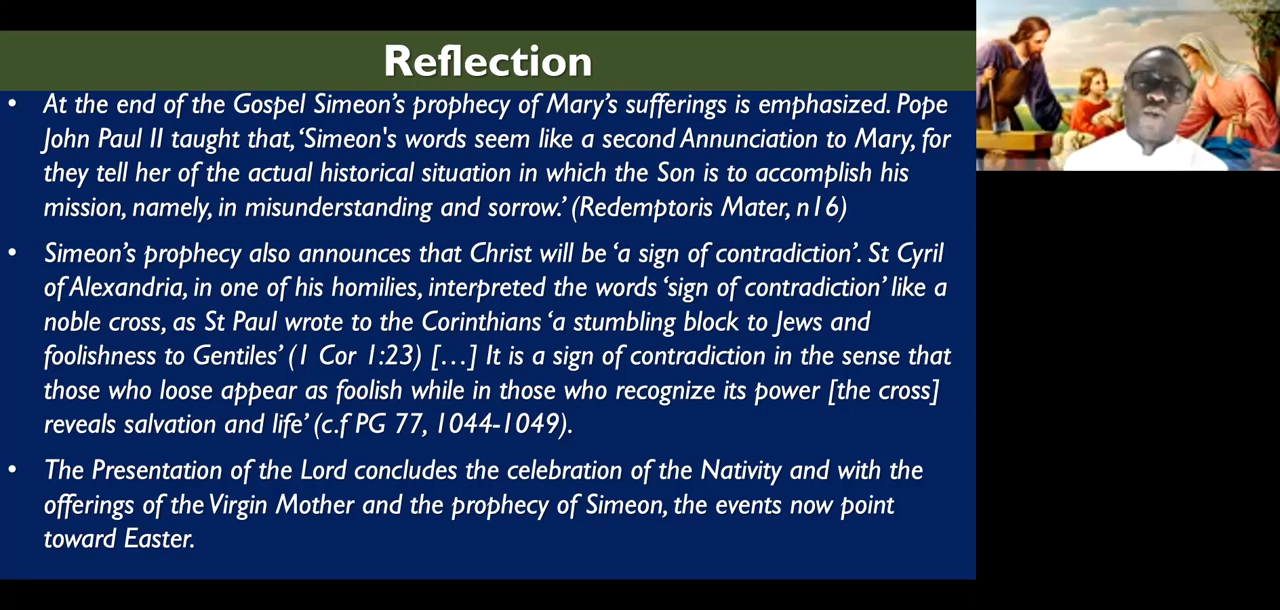 Reflection
• At the end of the Gospel Simeon’s prophecy of Mary’s sufferings is emphasized. Pope
John Paul II taught that, ‘Simeon's words seem like a second Annunciation to Mary, for
they tell her of the actual historical situation in which the Son is to accomplish his
mission, namely, in misunderstanding and sorrow.’ (Redemptoris Mater, n16)
• Simeon’s prophecy also announces that Christ will be ‘a sign of contradiction’. St Cyril
of Alexandria, in one of his homilies, interpreted the words ‘sign of contradiction’ like a
noble cross, as St Paul wrote to the Corinthians ‘a stumbling block to Jews and
foolishness to Gentiles’ (1 Cor 1:23) […] It is a sign of contradiction in the sense that
those who loose appear as foolish while in those who recognize its power [the cross]
reveals salvation and life’ (c.f PG 77, 1044-1049).
• The Presentation of the Lord concludes the celebration of the Nativity and with the
offerings of the Virgin Mother and the prophecy of Simeon, the events now point
toward Easter.